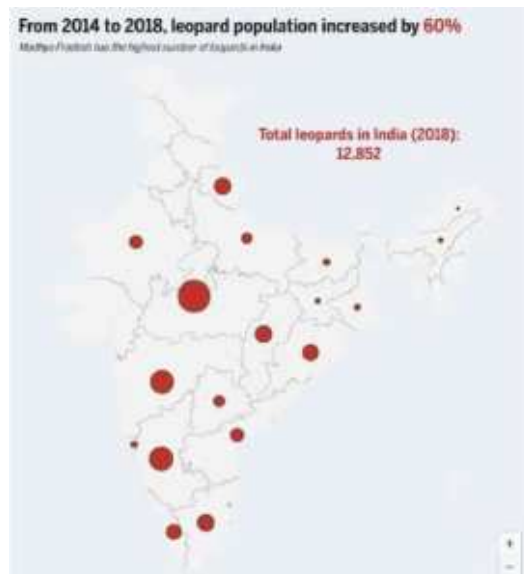 From 2014 to 2018, leopard population increased by 60%
Madhya Pradesh has the highest number of leopards in India
Total leopards in India (2018):
12,852
+
−